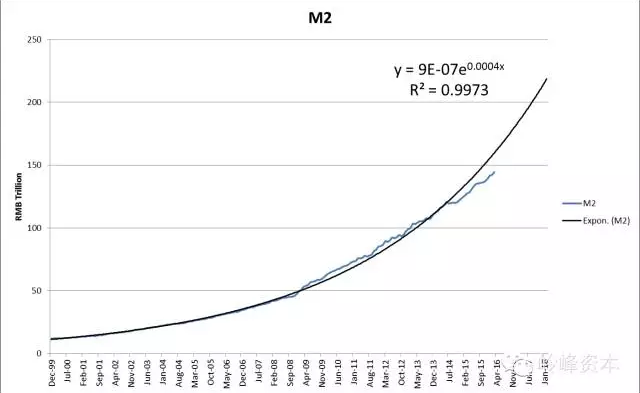 M2
250
200
150
100
50
0
RMB Trillion
y = 9E-07e0.0004x
R² = 0.9973
M2
Expon. (M2)
Dec-99
Jul-00
Feb-01
Sep-01
Apr-02
Nov-02
Jun-03
Jan-04
Aug-04
Mar-05
Oct-05
May-06
Dec-06
Jul-07
Feb-08
Sep-08
Apr-09
Nov-09
Jun-10
Jan-11
Aug-11
Mar-12
Oct-12
May-13
Dec-13
Jul-14
Feb-15
Sep-15
Apr-16
Jan-18
峰资本